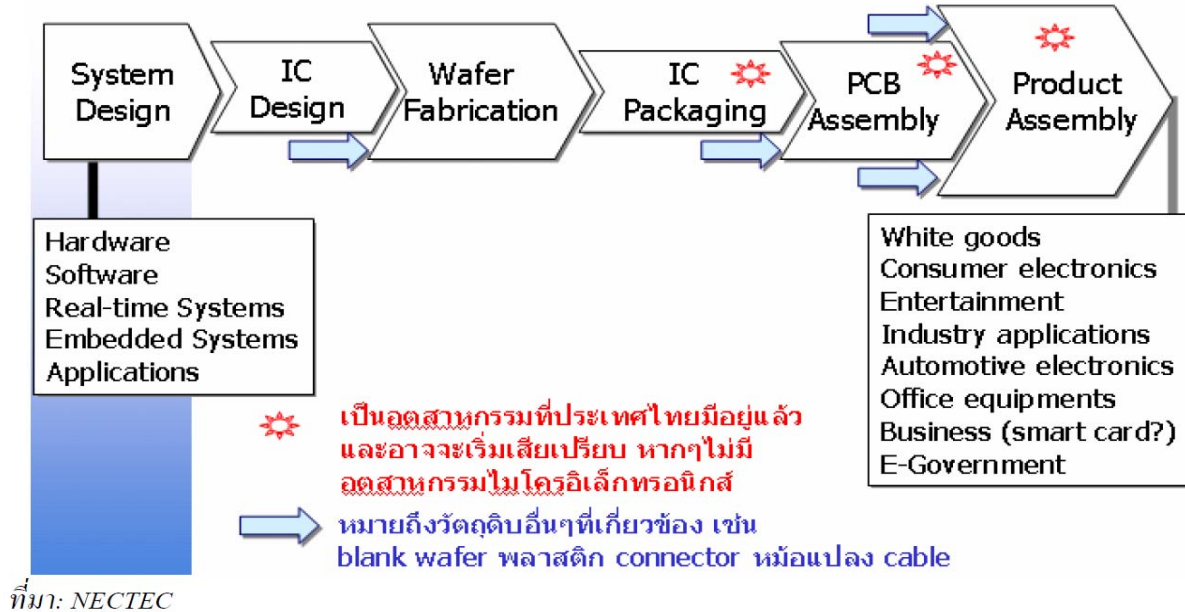 System
Design
IC
Design
Wafer
Fabrication
IC
Packaging
PCB
Assembly
Product
Assembly
Hardware
Software
Real-time Systems
Embedded Systems
Applications
White goods
Consumer electronics
Entertainment
Industry applications
Automotive electronics
Office equipments
Business (smart card?)
E-Government
เป็นอุตสาหกรรมที่ประเทศไทยมีอยู่แล้ว
และอาจจะเริ่มเสียเปรียบ หากๆไม่มี
อุตสาหกรรมไมโครอิเล็กทรอนิกส์
หมายถึงวัตถุดิบอื่นๆที่เกี่ยวข้อง เช่น
blank wafer พลาสติก connector หม้อแปลง cable
ที่มา: NECTEC